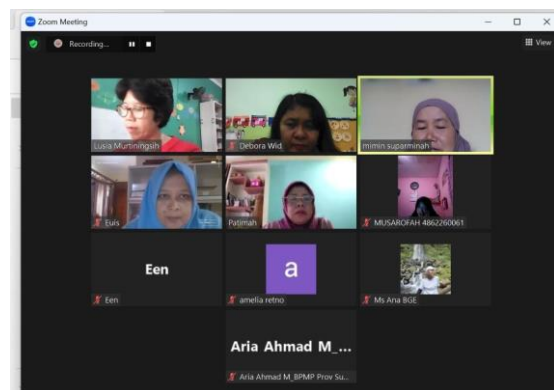 Zoom Meeting
Recording...
View
Lusia Murtiningsih
Debora Wid
mimin suparminah
Euis
Patimah
MUSAROFAH 4862260061
Een
Een
a
amelia retno
Ms Ana BGE
Aria Ahmad M_...
Aria Ahmad M_BPMP Prov Su...